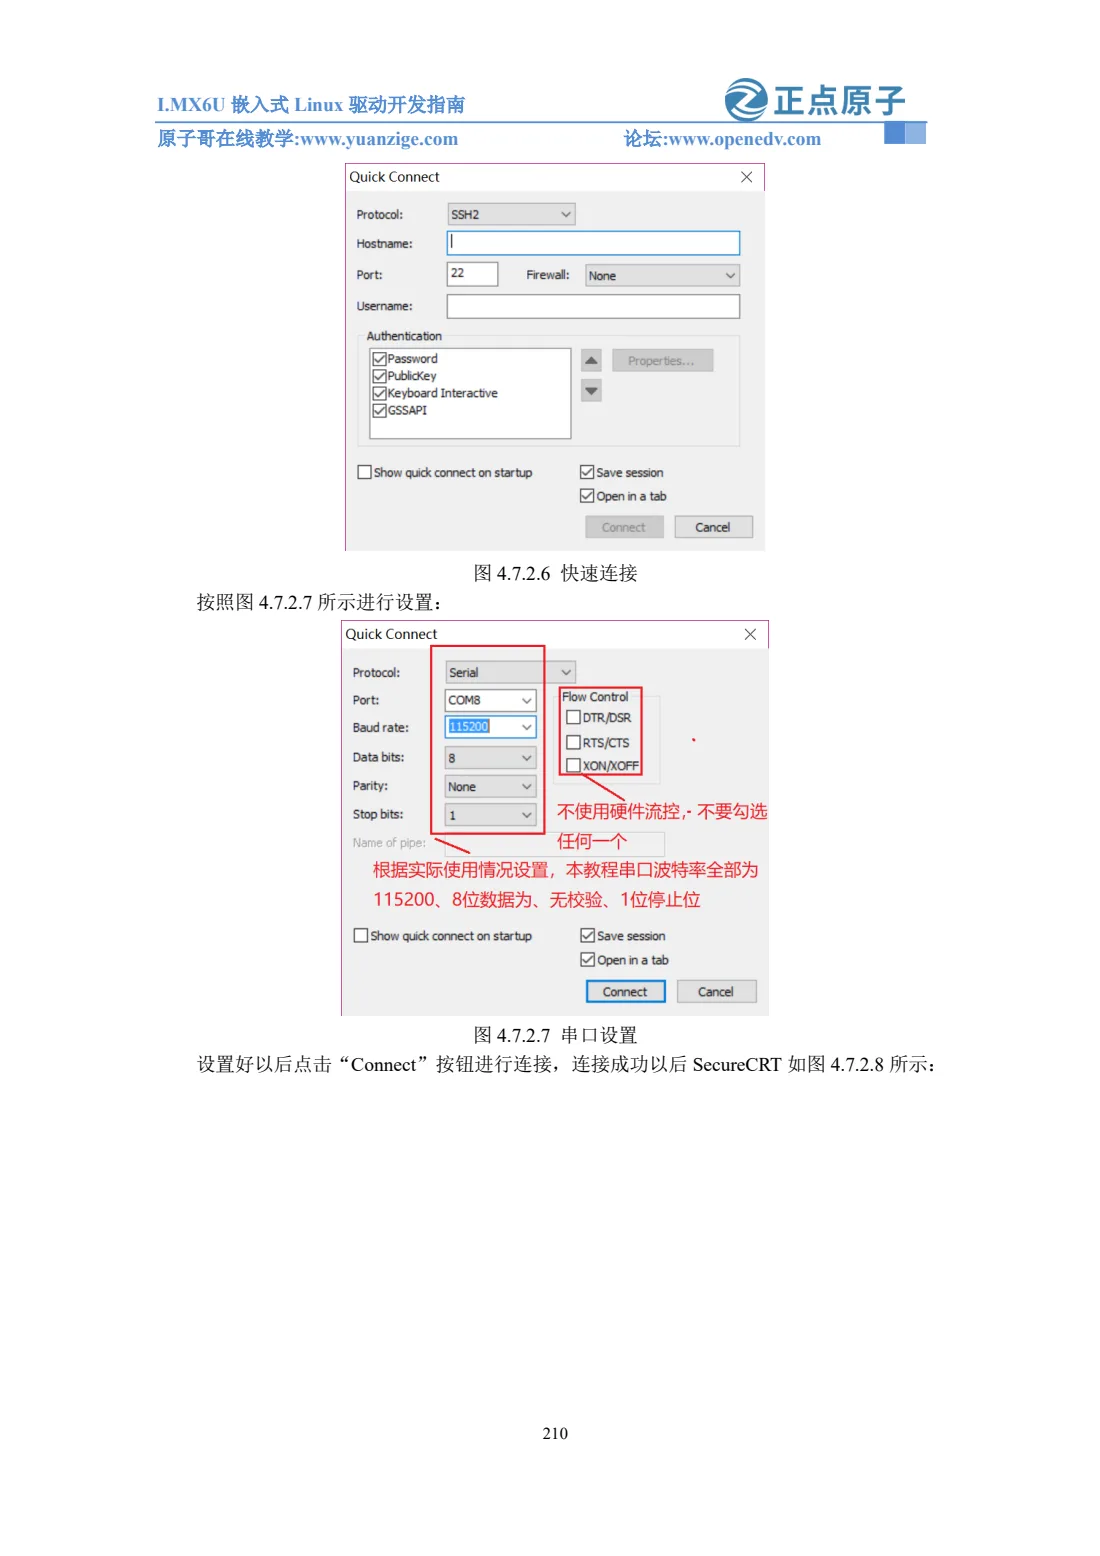 I.MX6U 嵌入式 Linux 驱动开发指南
正点原子
原子哥在线教学:www.yuanzige.com 论坛:www.openedv.com
Quick Connect
Protocol: SSH2
Hostname:
Port: 22 Firewall: None
Username:
Authentication
Password
PublicKey
Properties...
Keyboard Interactive
GSSAPI
Show quick connect on startup Save session
Open in a tab
Connect Cancel
图 4.7.2.6 快速连接
按照图 4.7.2.7 所示进行设置：
Quick Connect
Protocol: Serial
Port: COM8
Flow Control
Baud rate: 115200
DTR/DSR
RTS/CTS
Data bits: 8
XON/XOFF
Parity: None
Stop bits: 1
不使用硬件流控，不要勾选
任何一个
Name of pipe:
根据实际使用情况设置，本教程串口波特率全部为
115200、8位数据为、无校验、1位停止位
Show quick connect on startup Save session
Open in a tab
Connect Cancel
图 4.7.2.7 串口设置
设置好以后点击“Connect”按钮进行连接，连接成功以后 SecureCRT 如图 4.7.2.8 所示：
210